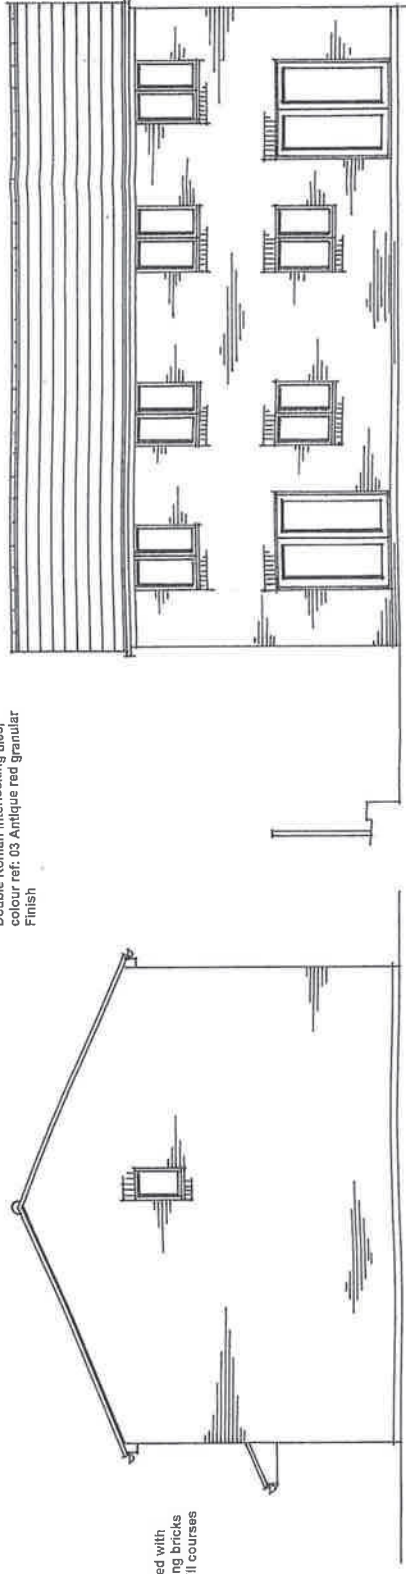 Double Roman interlocking tiles,
colour ref: 03 Antique red granular
Finish
ed with
ng bricks
ll courses